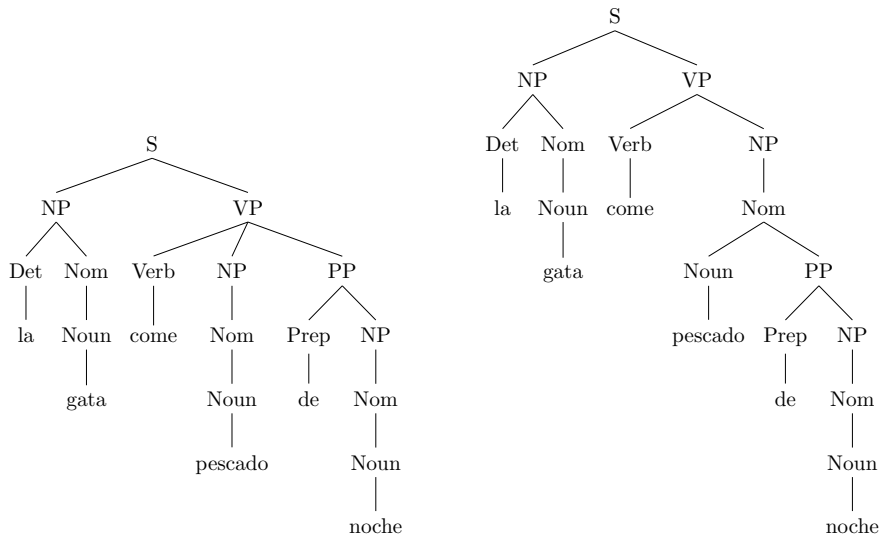 S
NP VP
Det Nom Verb NP PP
la Noun come Nom Prep NP
gata Noun de Nom
pescado Noun
noche
S
NP VP
Det Nom Verb NP
la Noun come Nom
gata Noun PP
pescado Prep NP
de Nom
Noun
noche